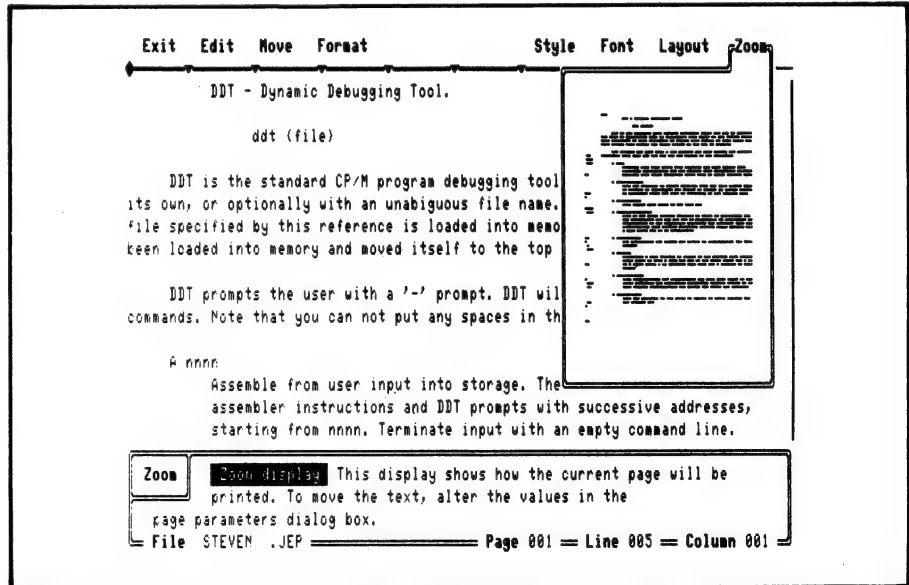 Exit Edit Move Format Style Font Layout Zoom
DDT - Dynamic Debugging Tool.
ddt (file)
DDT is the standard CP/M program debugging tool
its own, or optionally with an unabiguous file name.
file specified by this reference is loaded into memo
been loaded into memory and moved itself to the top
DDT prompts the user with a '-' prompt. DDT wil
commands. Note that you can not put any spaces in th
A nnnn
Assemble from user input into storage. The
assembler instructions and DDT prompts with successive addresses,
starting from nnnn. Terminate input with an empty command line.
Zoom Zoom display This display shows how the current page will be
printed. To move the text, alter the values in the
page parameters dialog box.
File STEVEN .JEP Page 001 Line 005 Column 001